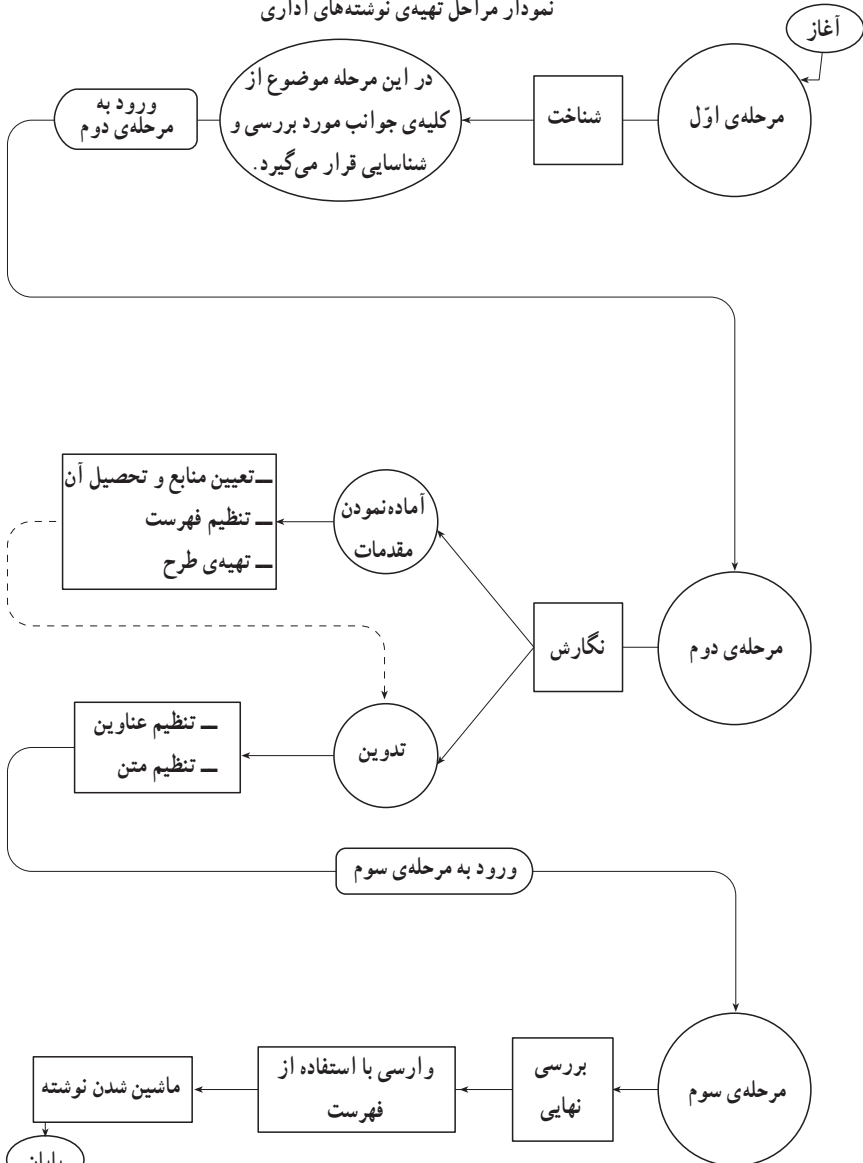 نمودار مراحل تهیه‌ی نوشته‌های اداری
آغاز
مرحله‌ی اوّل
شناخت
در این مرحله موضوع از
کلیه‌ی جوانب مورد بررسی و
شناسایی قرار می‌گیرد.
ورود به
مرحله‌ی دوم
مرحله‌ی دوم
نگارش
آماده‌نمودن
مقدمات
ــ تعیین منابع و تحصیل آن
ــ تنظیم فهرست
ــ تهیه‌ی طرح
تدوین
ــ تنظیم عناوین
ــ تنظیم متن
ورود به مرحله‌ی سوم
مرحله‌ی سوم
بررسی
نهایی
وارسی با استفاده از
فهرست
ماشین شدن نوشته
پایان